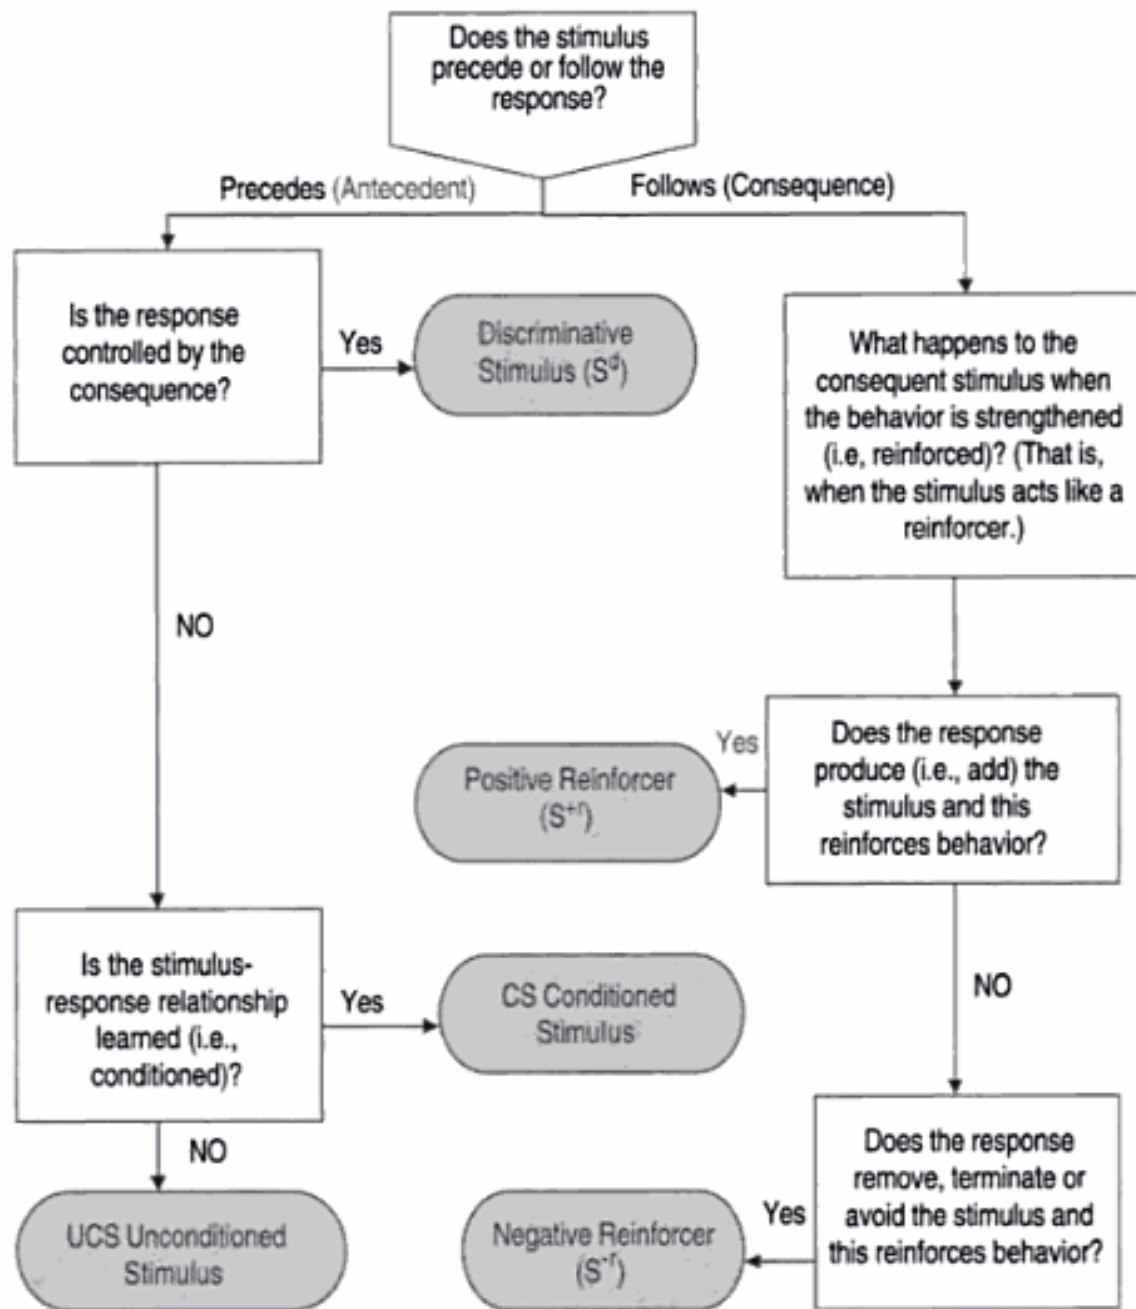 Does the stimulus
precede or follow the
response?
Precedes (Antecedent)
Follows (Consequence)
Is the response
controlled by the
consequence?
Yes
Discriminative
Stimulus (S^d)
What happens to the
consequent stimulus when
the behavior is strengthened
(i.e, reinforced)? (That is,
when the stimulus acts like a
reinforcer.)
NO
Yes
Positive Reinforcer
(S^+r)
Does the response
produce (i.e., add) the
stimulus and this
reinforces behavior?
Is the stimulus-
response relationship
learned (i.e.,
conditioned)?
Yes
CS Conditioned
Stimulus
NO
NO
UCS Unconditioned
Stimulus
Negative Reinforcer
(S^-r)
Yes
Does the response
remove, terminate or
avoid the stimulus and
this reinforces behavior?